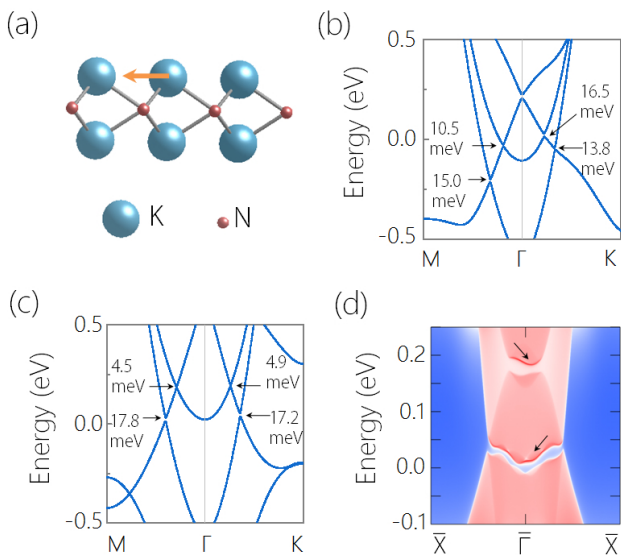 (a)
K
N
(b)
Energy (eV)
0.5
0.0
-0.5
10.5
meV
15.0
meV
16.5
meV
13.8
meV
M
Γ
K
(c)
Energy (eV)
0.5
0.0
-0.5
4.5
meV
17.8
meV
4.9
meV
17.2
meV
M
Γ
K
(d)
Energy (eV)
0.2
0.1
0.0
-0.1
X̅
Γ̅
X̅